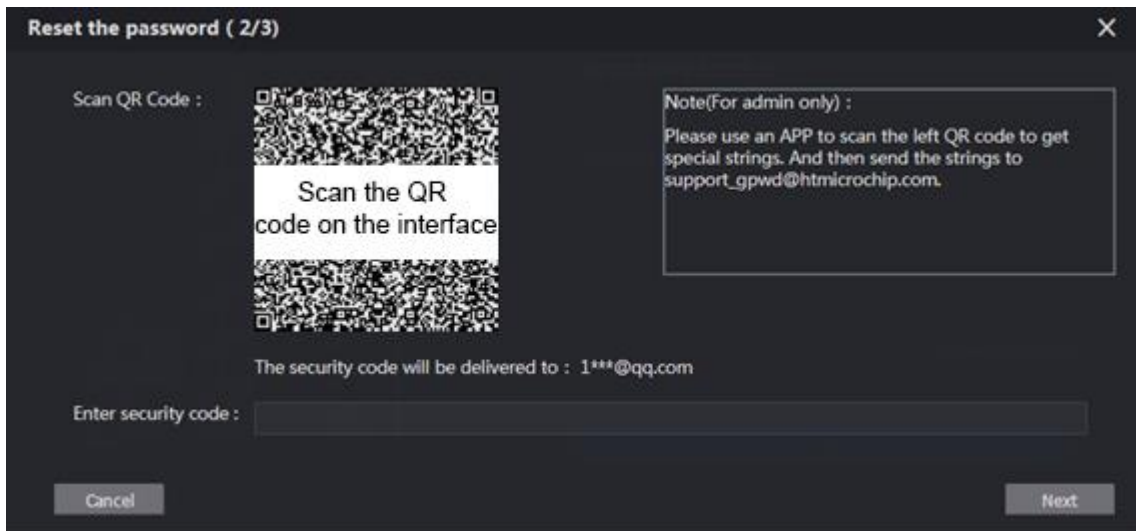 Reset the password ( 2/3)
Scan QR Code :
Scan the QR
code on the interface
Note(For admin only) :
Please use an APP to scan the left QR code to get
special strings. And then send the strings to
support_gpwd@htmicrochip.com.
The security code will be delivered to : 1***@qq.com
Enter security code :
Cancel
Next